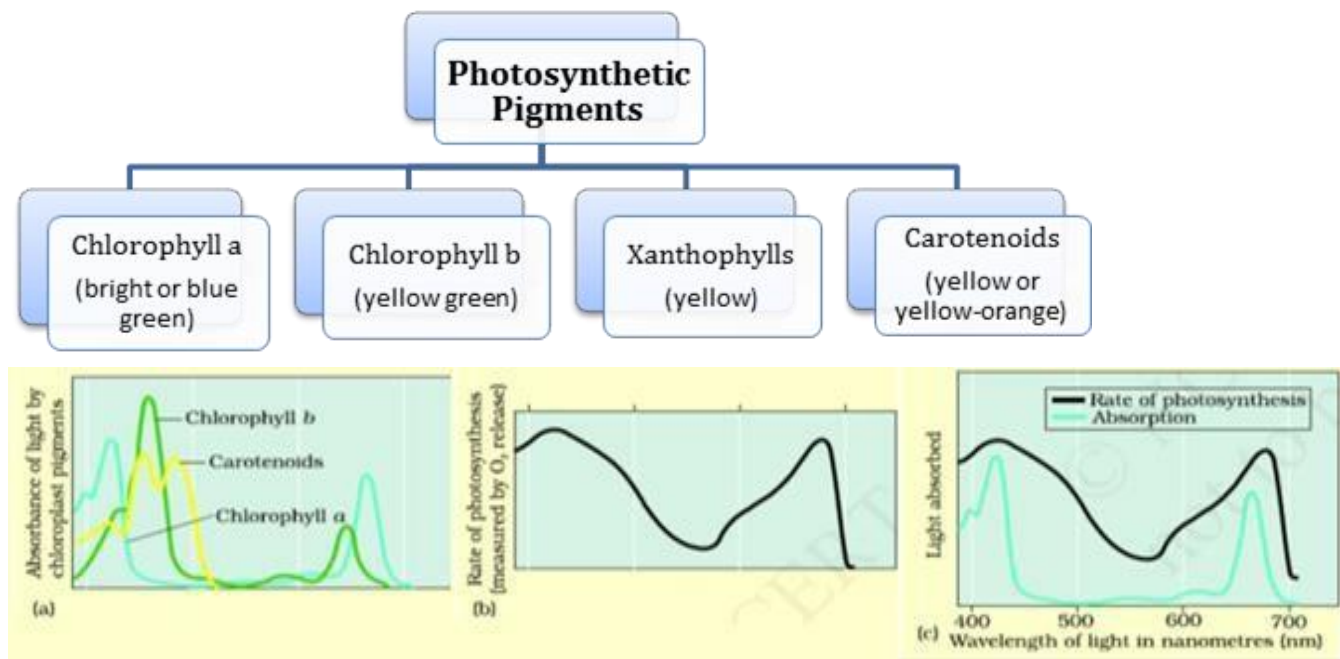 Photosynthetic
Pigments
Chlorophyll a
(bright or blue
green)
Chlorophyll b
(yellow green)
Xanthophylls
(yellow)
Carotenoids
(yellow or
yellow-orange)
Absorbance of light by
chloroplast pigments
Chlorophyll b
Carotenoids
Chlorophyll a
(a)
Rate of photosynthesis
(measured by O₂ release)
(b)
Light absorbed
Rate of photosynthesis
Absorption
400 500 600 700
(c) Wavelength of light in nanometres (nm)